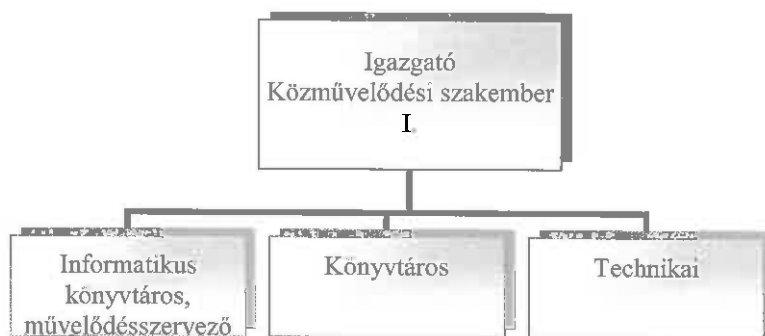 Igazgató
Közművelődési szakember
I.
Informatikus
könyvtáros,
művelődésszervező
Könyvtáros
Technikai